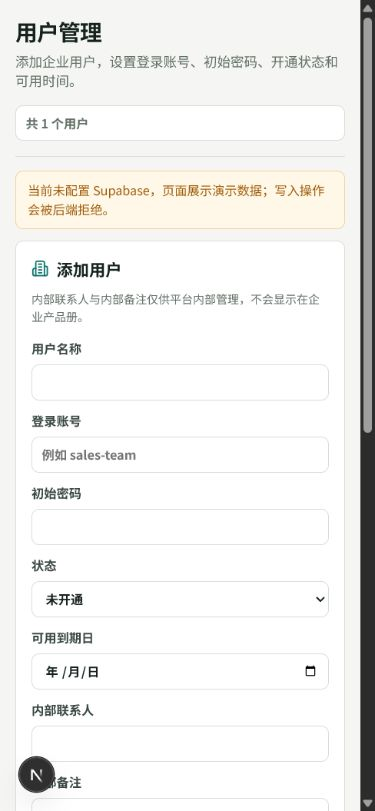 用户管理
添加企业用户，设置登录账号、初始密码、开通状态和
可用时间。
共 1 个用户
当前未配置 Supabase，页面展示演示数据；写入操作
会被后端拒绝。
添加用户
内部联系人与内部备注仅供平台内部管理，不会显示在企
业产品册。
用户名称
登录账号
例如 sales-team
初始密码
状态
未开通
可用到期日
年 /月/日
内部联系人
部备注
N